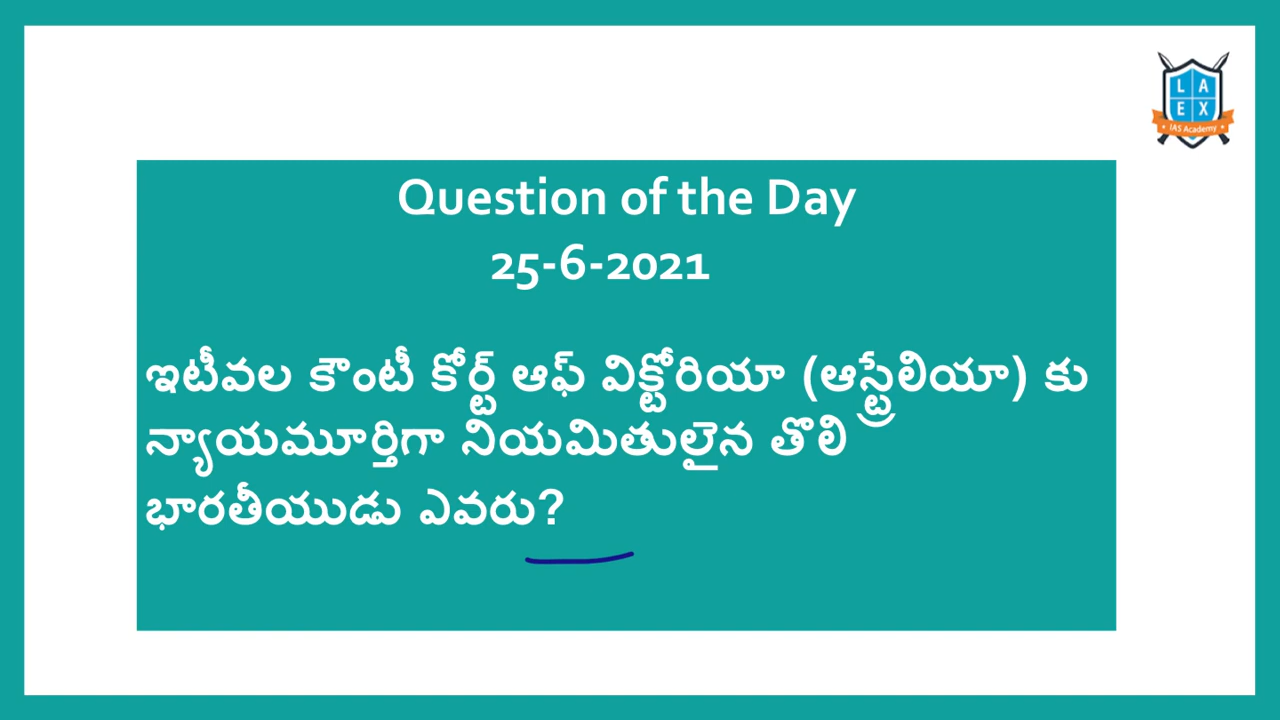 L A
E X
IAS Academy
Question of the Day
25-6-2021
ఇటీవల కౌంటీ కోర్ట్ ఆఫ్ విక్టోరియా (ఆస్ట్రేలియా) కు
న్యాయమూర్తిగా నియమితులైన తొలి
భారతీయుడు ఎవరు?